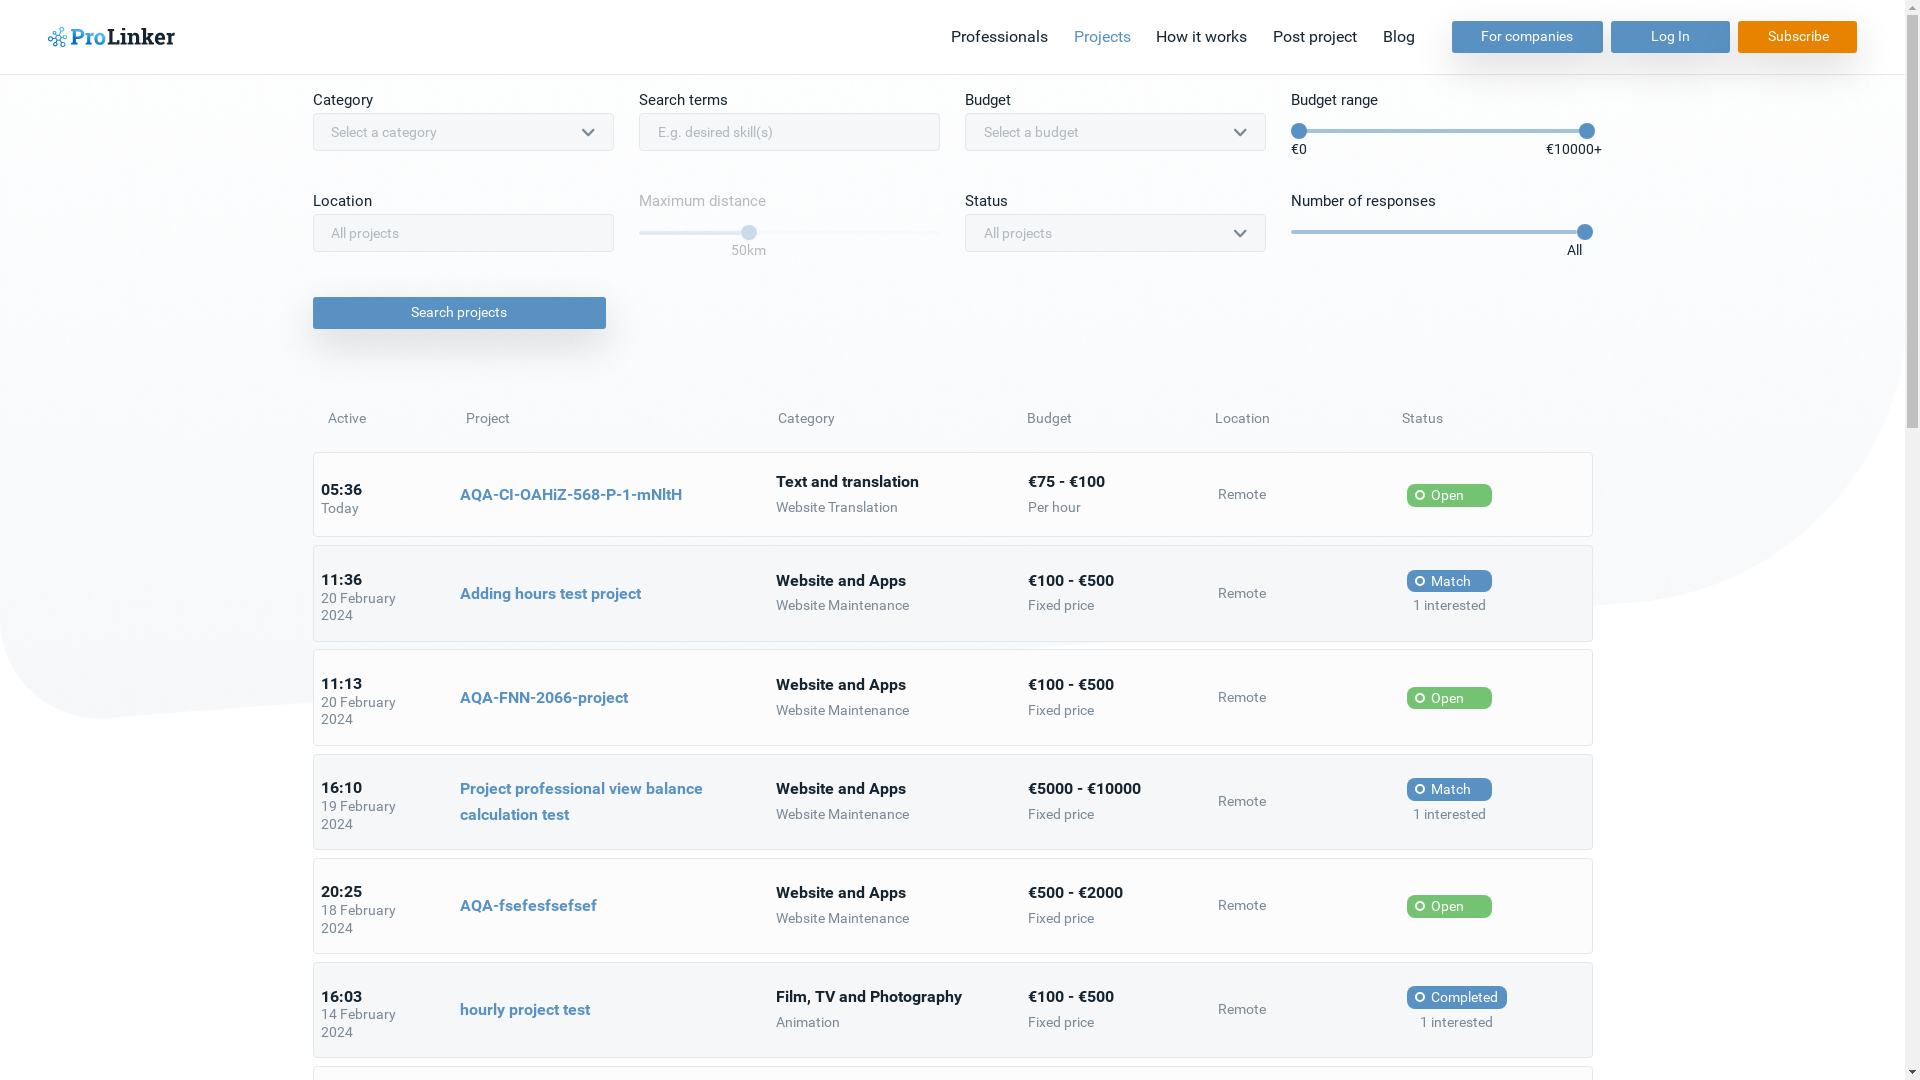 ProLinker
Professionals Projects How it works Post project Blog For companies Log In Subscribe
Category Search terms Budget Budget range
Select a category E.g. desired skill(s) Select a budget
€0 €10000+
Location Maximum distance Status Number of responses
All projects All projects
50km All
Search projects
Active Project Category Budget Location Status
05:36
Today
AQA-CI-OAHiZ-568-P-1-mNltH
Text and translation
Website Translation
€75 - €100
Per hour
Remote
Open
11:36
20 February
2024
Adding hours test project
Website and Apps
Website Maintenance
€100 - €500
Fixed price
Remote
Match
1 interested
11:13
20 February
2024
AQA-FNN-2066-project
Website and Apps
Website Maintenance
€100 - €500
Fixed price
Remote
Open
16:10
19 February
2024
Project professional view balance
calculation test
Website and Apps
Website Maintenance
€5000 - €10000
Fixed price
Remote
Match
1 interested
20:25
18 February
2024
AQA-fsefesfsefsef
Website and Apps
Website Maintenance
€500 - €2000
Fixed price
Remote
Open
16:03
14 February
2024
hourly project test
Film, TV and Photography
Animation
€100 - €500
Fixed price
Remote
Completed
1 interested